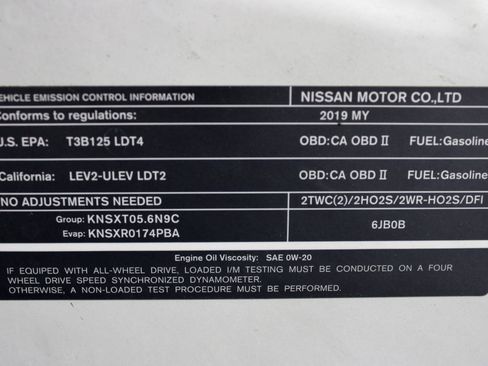 VEHICLE EMISSION CONTROL INFORMATION NISSAN MOTOR CO.,LTD
Conforms to regulations: 2019 MY
U.S. EPA: T3B125 LDT4 OBD:CA OBD II FUEL:Gasoline
California: LEV2-ULEV LDT2 OBD:CA OBD II FUEL:Gasoline
NO ADJUSTMENTS NEEDED 2TWC(2)/2HO2S/2WR-HO2S/DFI
Group: KNSXT05.6N9C 6JB0B
Evap: KNSXR0174PBA
Engine Oil Viscosity: SAE 0W-20
IF EQUIPED WITH ALL-WHEEL DRIVE, LOADED I/M TESTING MUST BE CONDUCTED ON A FOUR
WHEEL DRIVE SPEED SYNCHRONIZED DYNAMOMETER.
OTHERWISE, A NON-LOADED TEST PROCEDURE MUST BE PERFORMED.